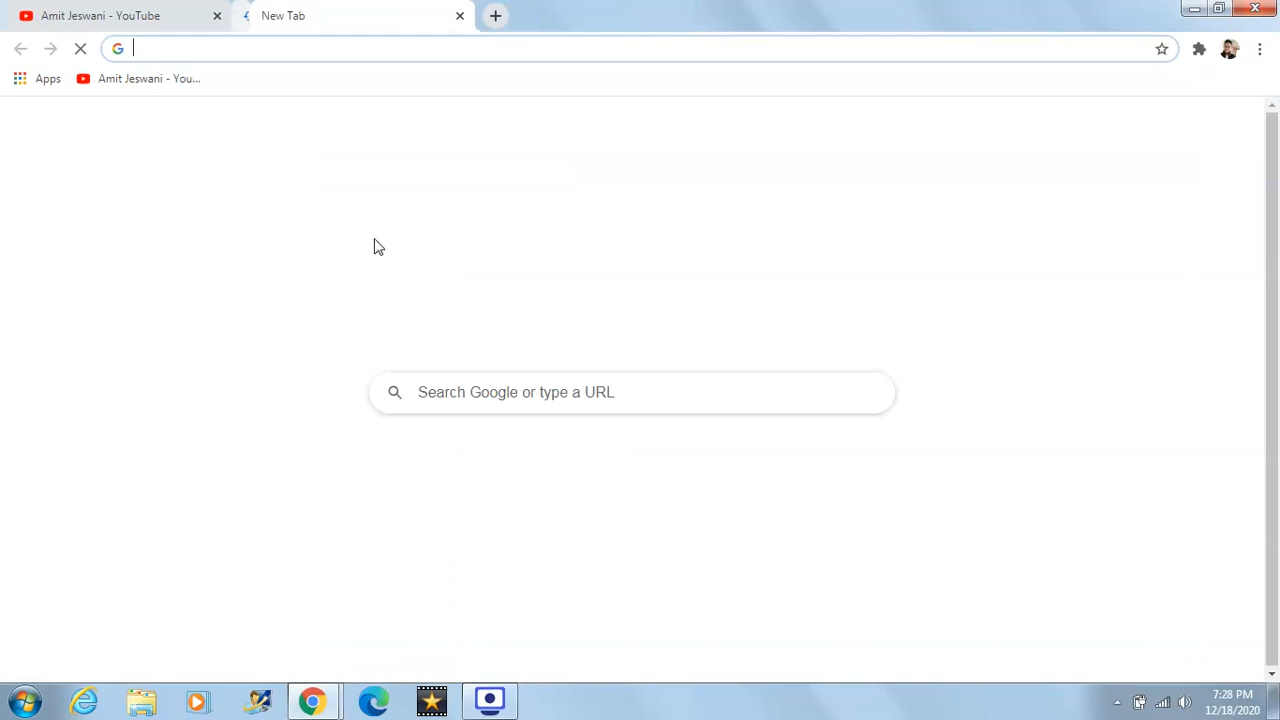 Amit Jeswani - YouTube
New Tab
Apps
Amit Jeswani - You...
Search Google or type a URL
7:28 PM
12/18/2020